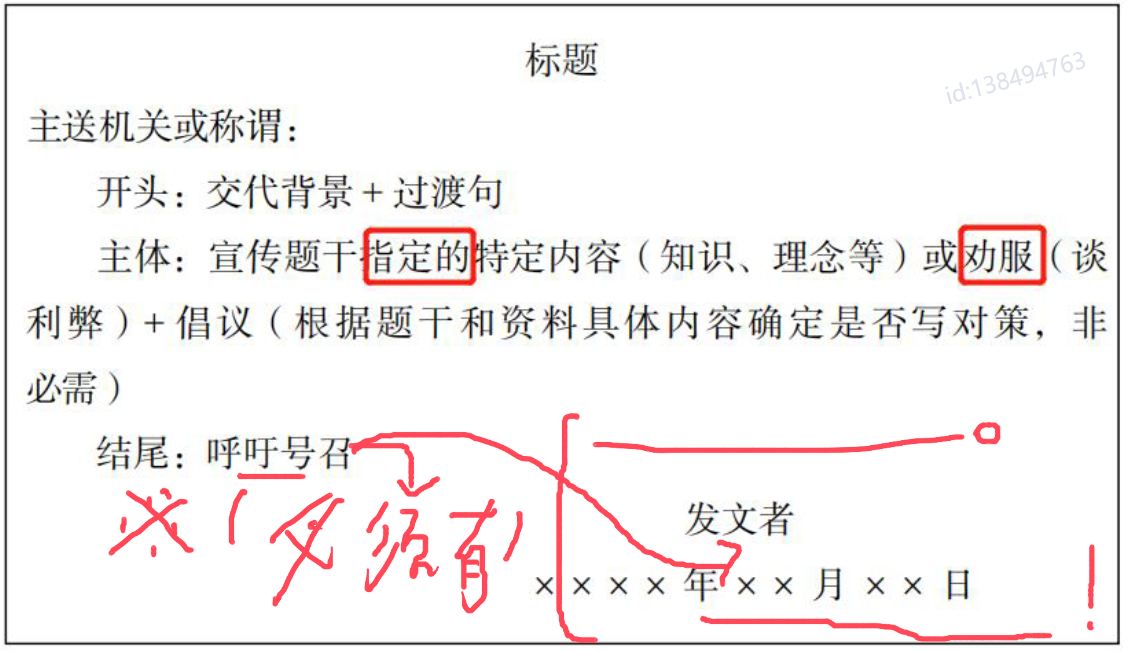 标题
id:138494763
主送机关或称谓：
开头：交代背景+过渡句
主体：宣传题干指定的特定内容（知识、理念等）或劝服（谈
利弊）+倡议（根据题干和资料具体内容确定是否写对策，非
必需）
结尾：呼吁号召
※（必须有）
。
发文者
××××年××月××日
！